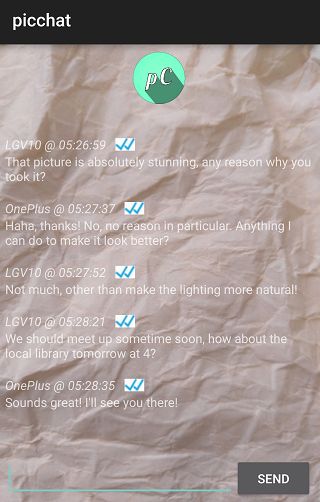 picchat
pC
LGV10 @ 05:26:59
That picture is absolutely stunning, any reason why you
took it?
OnePlus @ 05:27:37
Haha, thanks! No, no reason in particular. Anything I
can do to make it look better?
LGV10 @ 05:27:52
Not much, other than make the lighting more natural!
LGV10 @ 05:28:21
We should meet up sometime soon, how about the
local library tomorrow at 4?
OnePlus @ 05:28:35
Sounds great! I'll see you there!
SEND